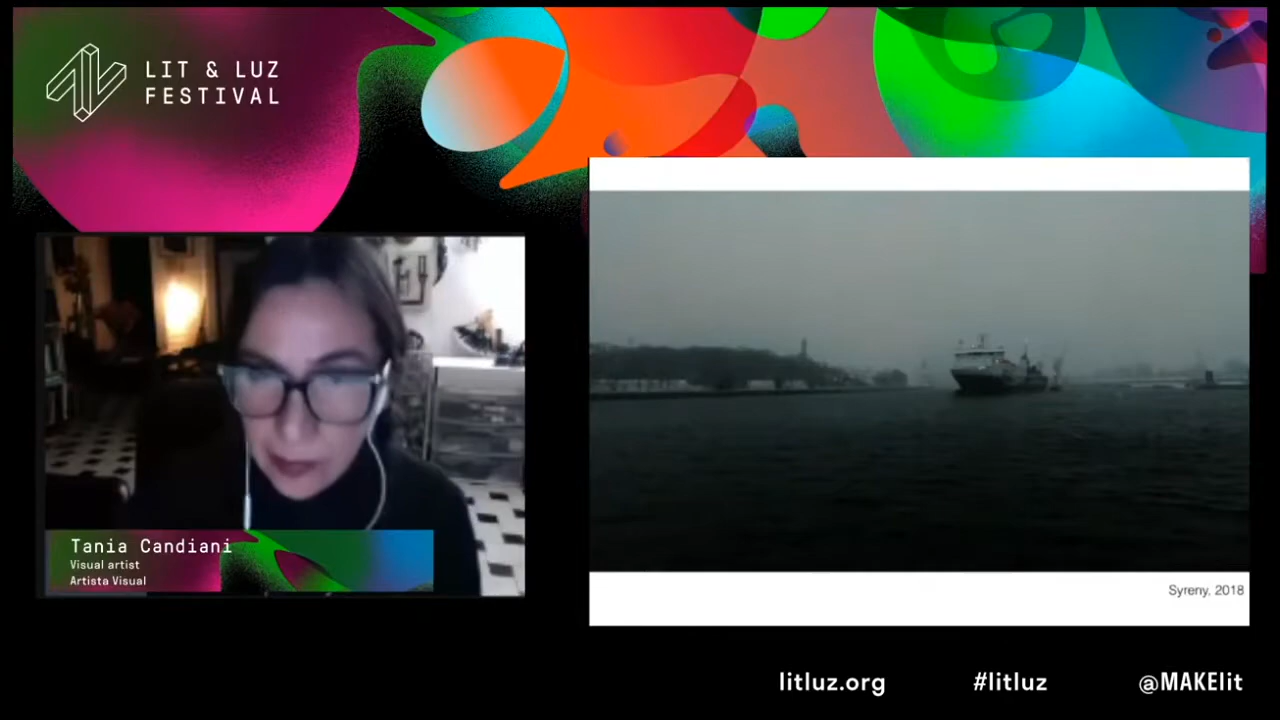 LIT & LUZ
FESTIVAL
Tania Candiani
Visual artist
Artista Visual
Syreny, 2018
litluz.org
#litluz
@MAKElit